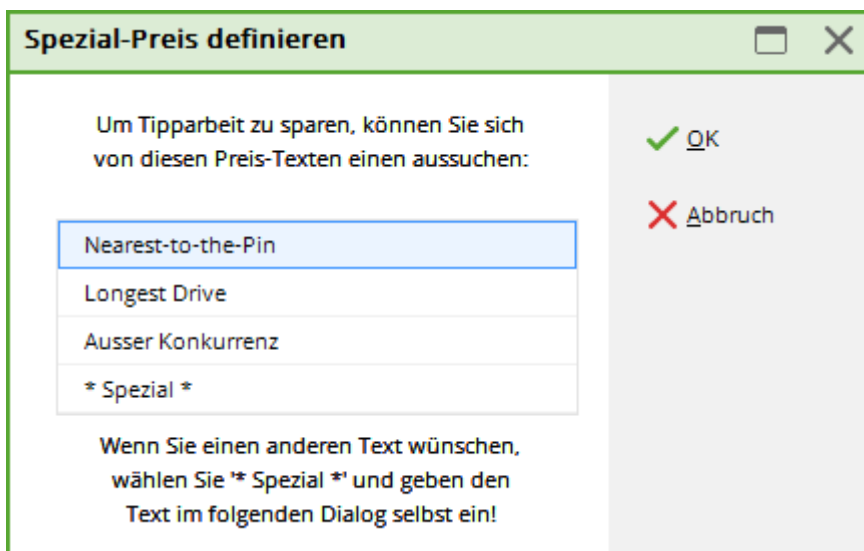 Spezial-Preis definieren
Um Tipparbeit zu sparen, können Sie sich
von diesen Preis-Texten einen aussuchen:
Nearest-to-the-Pin
Longest Drive
Ausser Konkurrenz
* Spezial *
Wenn Sie einen anderen Text wünschen,
wählen Sie '* Spezial *' und geben den
Text im folgenden Dialog selbst ein!
OK
Abbruch